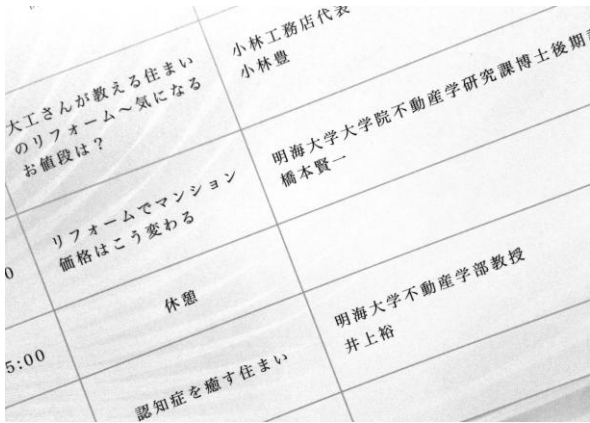 小林工務店代表
小林豊
大工さんが教える住まい
のリフォーム～気になる
お値段は？
明海大学大学院不動産学研究課博士後期
橋本賢一
リフォームでマンション
価格はこう変わる
0
休憩
5:00
明海大学不動産学部教授
井上裕
認知症を癒す住まい